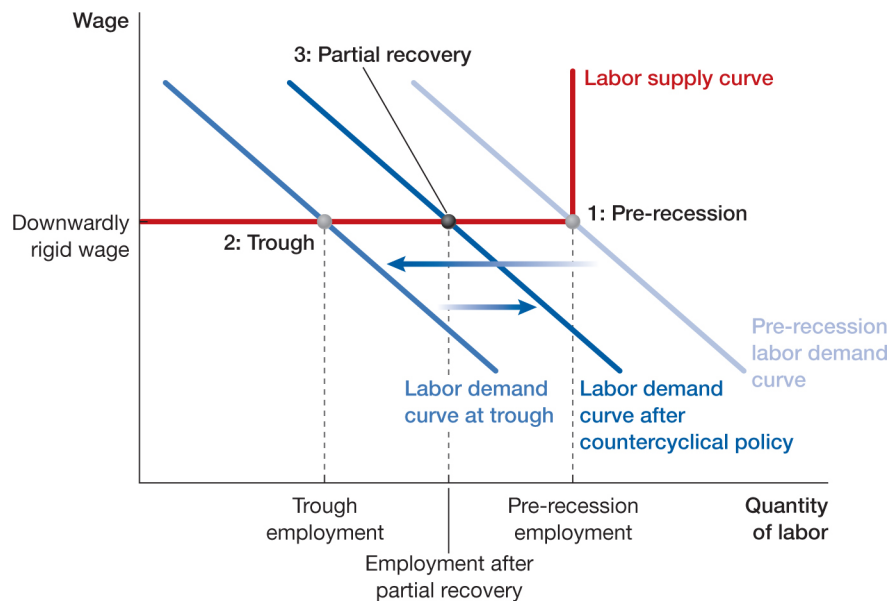 Wage
3: Partial recovery
Labor supply curve
Downwardly
rigid wage
1: Pre-recession
2: Trough
Pre-recession
labor demand
curve
Labor demand
curve at trough
Labor demand
curve after
countercyclical policy
Trough
employment
Pre-recession
employment
Quantity
of labor
Employment after
partial recovery